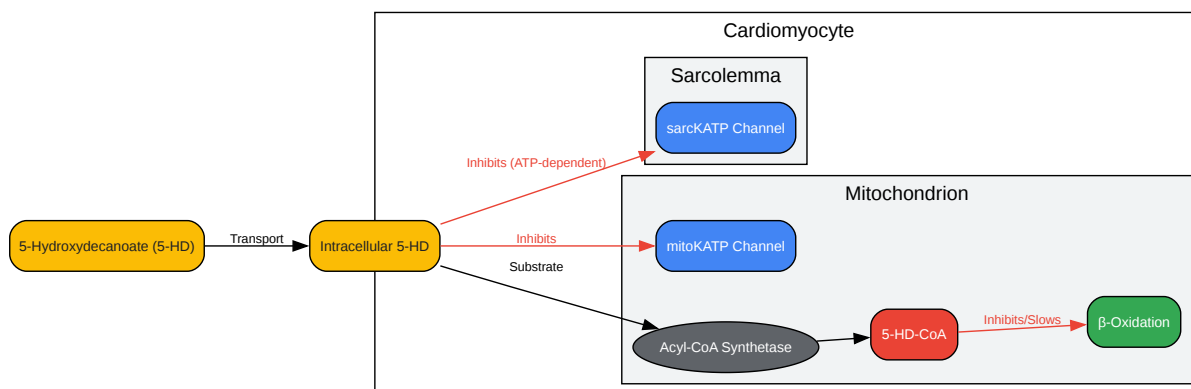 Cardiomyocyte
Sarcolemma
sarcKATP Channel
Inhibits (ATP-dependent)
Mitochondrion
5-Hydroxydecanoate (5-HD)
Transport
Intracellular 5-HD
Inhibits
mitoKATP Channel
Substrate
Acyl-CoA Synthetase
5-HD-CoA
Inhibits/Slows
β-Oxidation